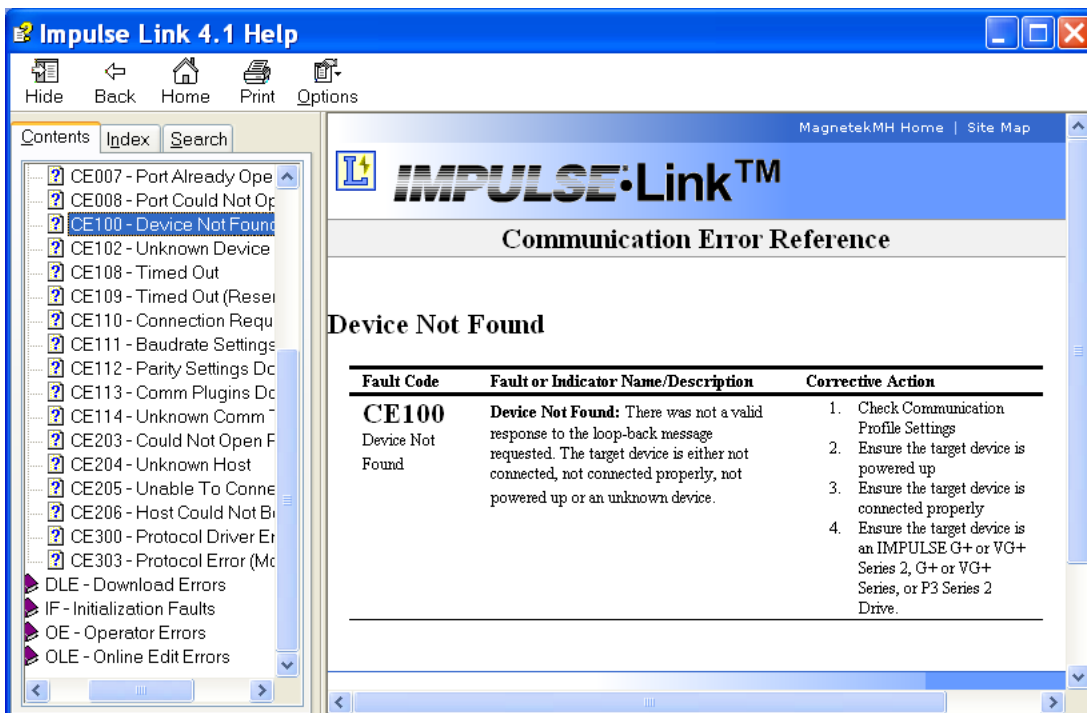 Impulse Link 4.1 Help
Hide Back Home Print Options
Contents Index Search
CE007 - Port Already Ope
CE008 - Port Could Not Op
CE100 - Device Not Found
CE102 - Unknown Device
CE108 - Timed Out
CE109 - Timed Out (Reser
CE110 - Connection Requ
CE111 - Baudrate Settings
CE112 - Parity Settings Do
CE113 - Comm Plugins Do
CE114 - Unknown Comm T
CE203 - Could Not Open P
CE204 - Unknown Host
CE205 - Unable To Conne
CE206 - Host Could Not Be
CE300 - Protocol Driver Er
CE303 - Protocol Error (Mo
DLE - Download Errors
IF - Initialization Faults
OE - Operator Errors
OLE - Online Edit Errors
MagnetekMH Home | Site Map
L IMPULSE•Link™
Communication Error Reference
Device Not Found
Fault Code Fault or Indicator Name/Description Corrective Action
CE100
Device Not
Found
Device Not Found: There was not a valid
response to the loop-back message
requested. The target device is either not
connected, not connected properly, not
powered up or an unknown device.
1. Check Communication
Profile Settings
2. Ensure the target device is
powered up
3. Ensure the target device is
connected properly
4. Ensure the target device is
an IMPULSE G+ or VG+
Series 2, G+ or VG+
Series, or P3 Series 2
Drive.